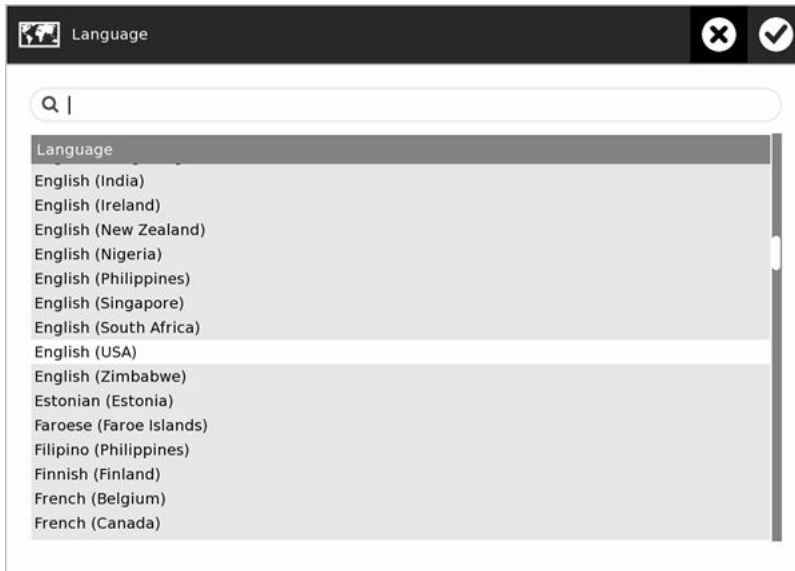 Language
Language
English (India)
English (Ireland)
English (New Zealand)
English (Nigeria)
English (Philippines)
English (Singapore)
English (South Africa)
English (USA)
English (Zimbabwe)
Estonian (Estonia)
Faroese (Faroe Islands)
Filipino (Philippines)
Finnish (Finland)
French (Belgium)
French (Canada)